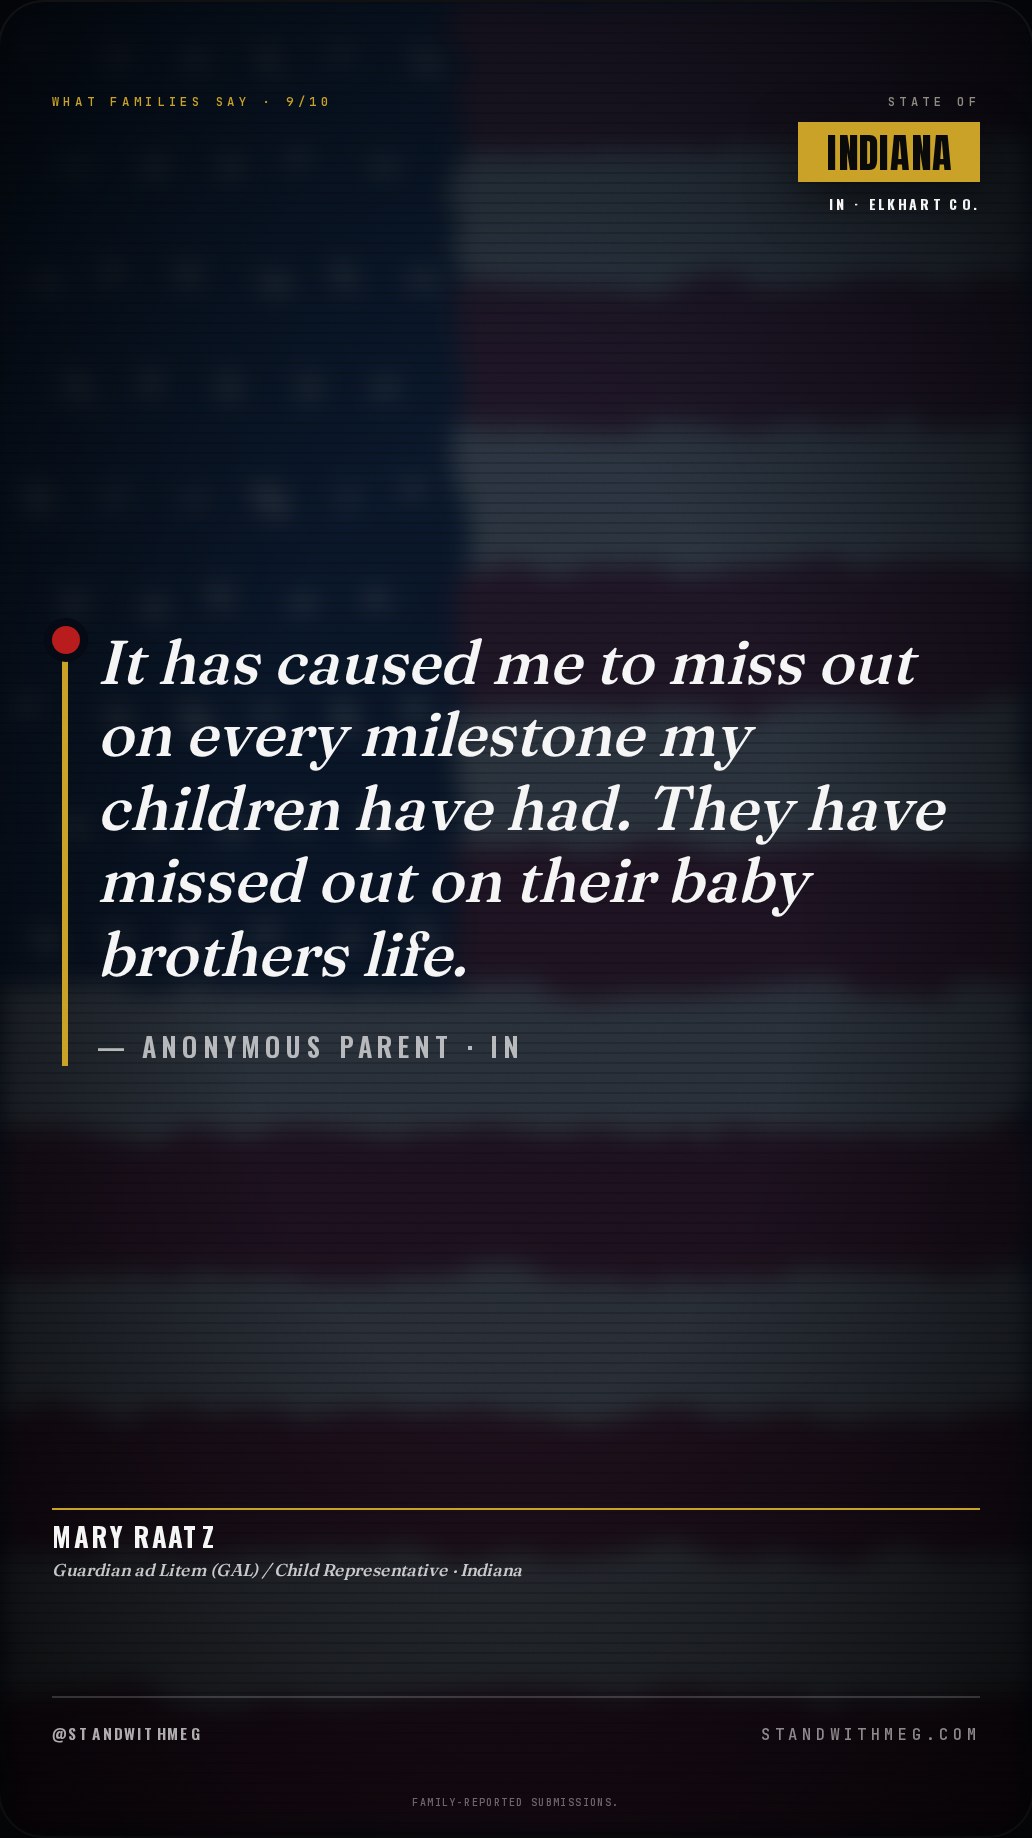 WHAT FAMILIES SAY · 9/10
STATE OF
INDIANA
IN · ELKHART CO.
It has caused me to miss out
on every milestone my
children have had. They have
missed out on their baby
brothers life.
— ANONYMOUS PARENT · IN
MARY RAATZ
Guardian ad Litem (GAL) / Child Representative · Indiana
@STANDWITHMEG
STANDWITHMEG.COM
FAMILY-REPORTED SUBMISSIONS.